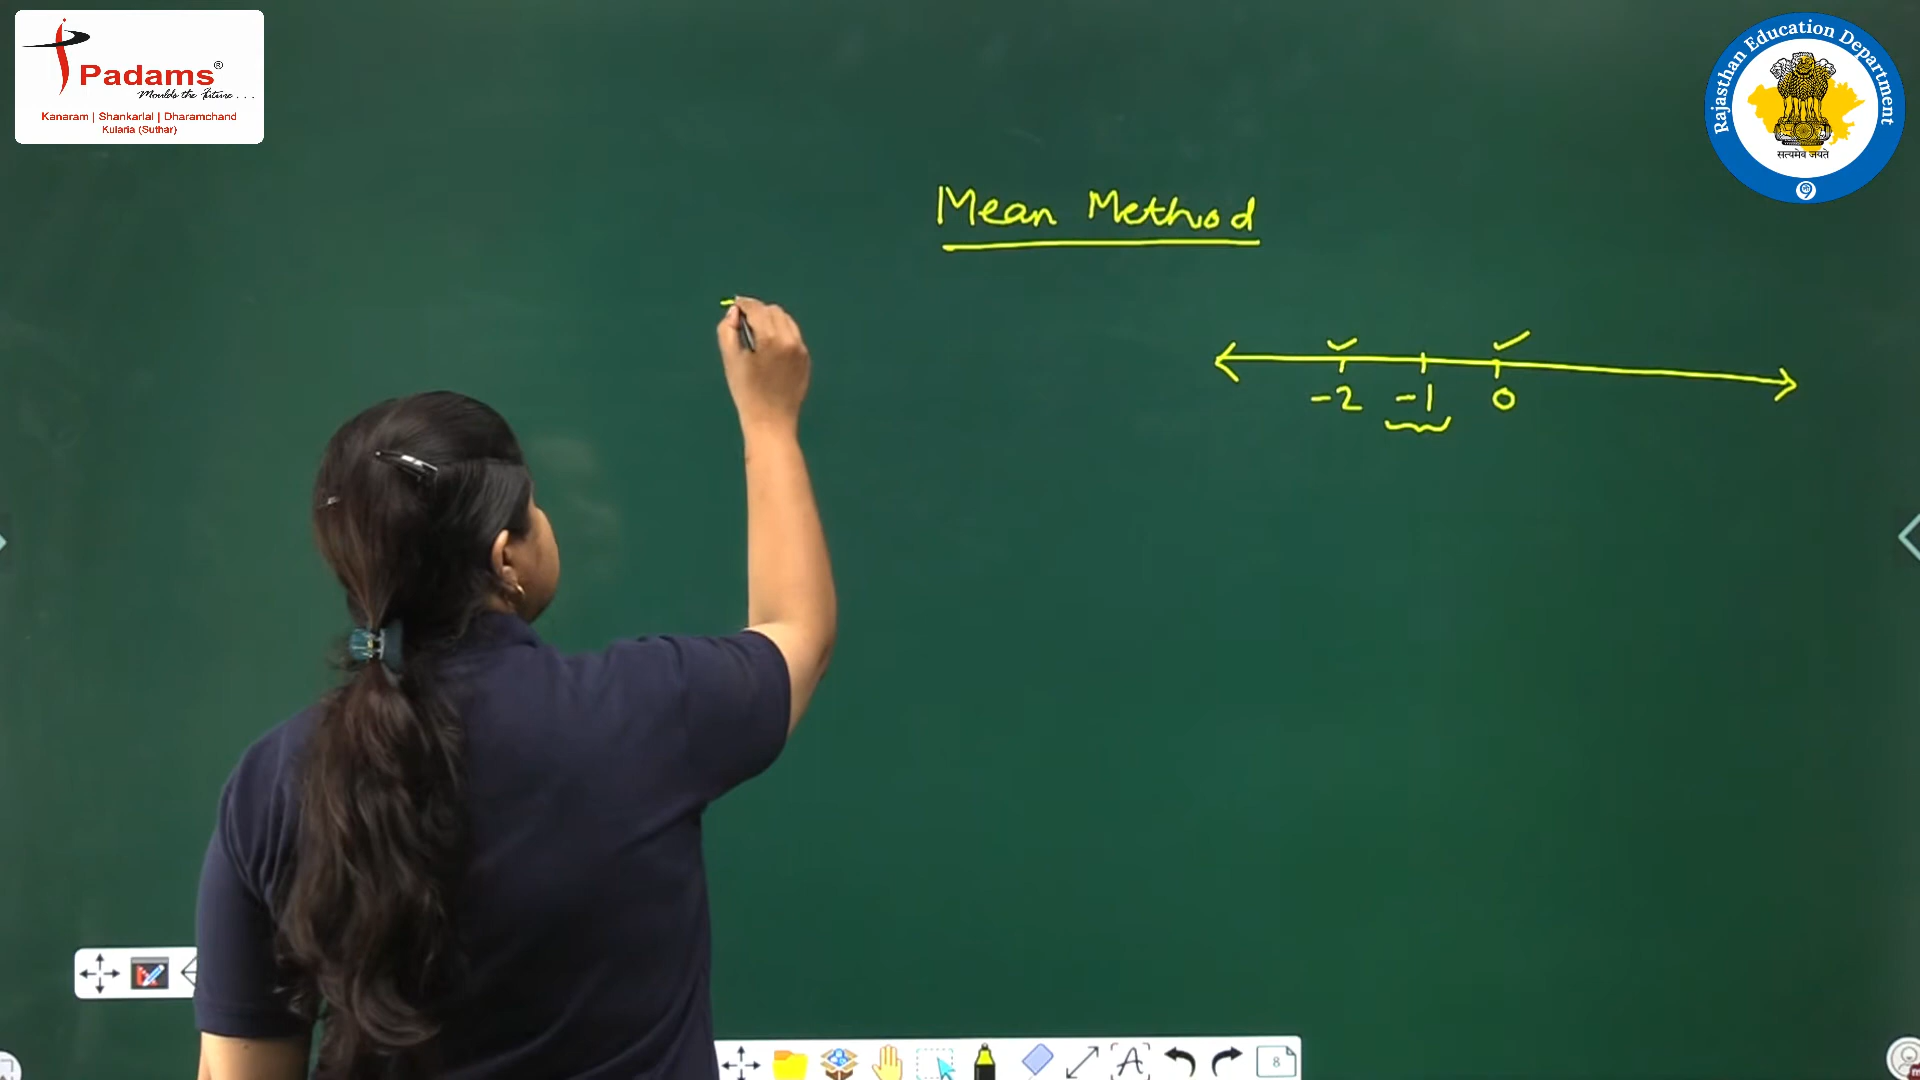 Padams®
Moulds the Future . . .
Kanaram | Shankarlal | Dharamchand
Kularia (Suthar)
Rajasthan Education Department
सत्यमेव जयते
Mean Method
-2 -1 0
A
8